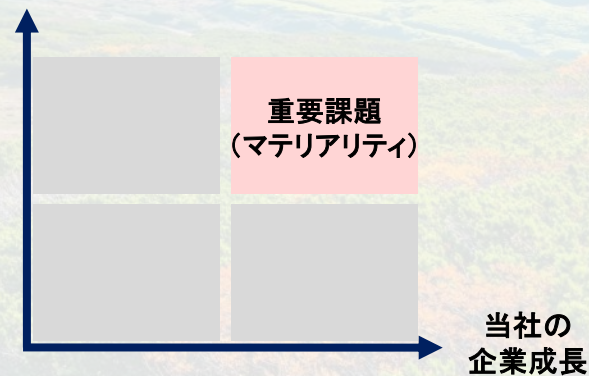 重要課題
（マテリアリティ）
当社の
企業成長